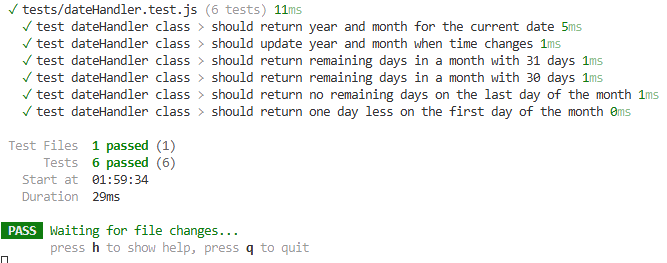 ✓ tests/dateHandler.test.js (6 tests) 11ms
✓ test dateHandler class > should return year and month for the current date 5ms
✓ test dateHandler class > should update year and month when time changes 1ms
✓ test dateHandler class > should return remaining days in a month with 31 days 1ms
✓ test dateHandler class > should return remaining days in a month with 30 days 1ms
✓ test dateHandler class > should return no remaining days on the last day of the month 1ms
✓ test dateHandler class > should return one day less on the first day of the month 0ms
Test Files 1 passed (1)
Tests 6 passed (6)
Start at 01:59:34
Duration 29ms
PASS Waiting for file changes...
press h to show help, press q to quit